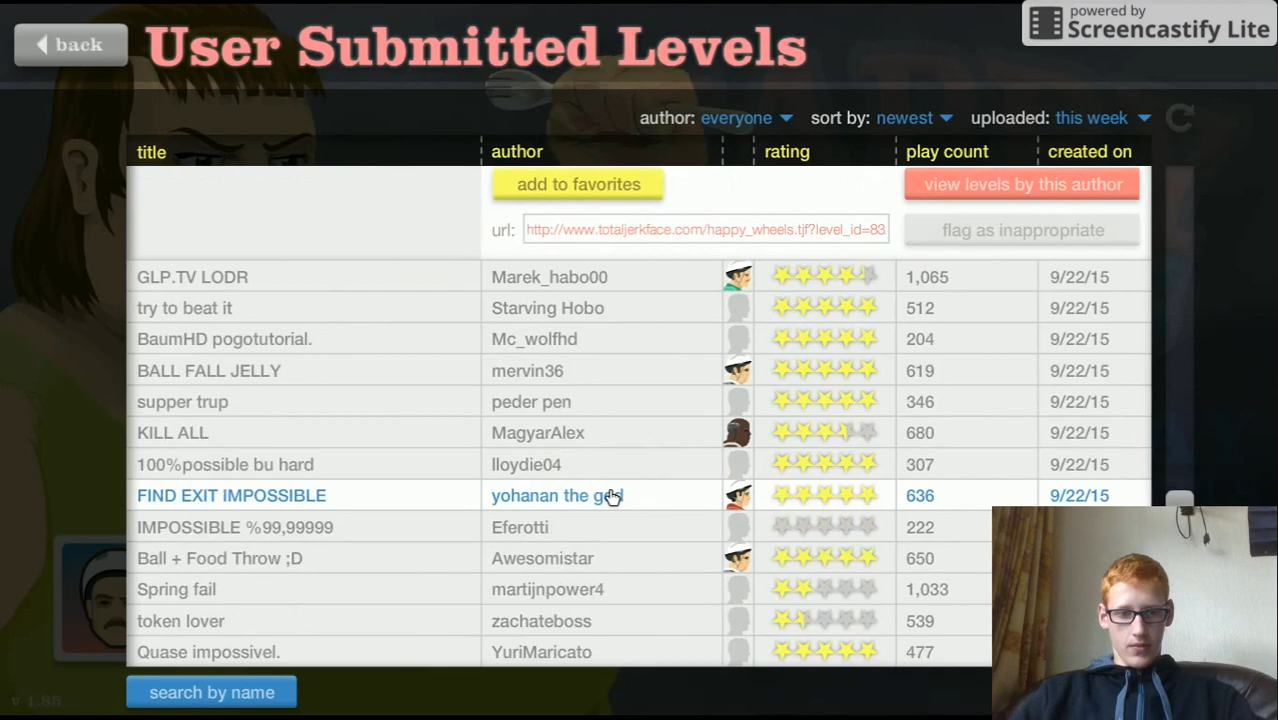 back
User Submitted Levels
powered by
Screencastify Lite
author: everyone sort by: newest uploaded: this week
title author rating play count created on
add to favorites view levels by this author
url: http://www.totaljerkface.com/happy_wheels.tjf?level_id=83 flag as inappropriate
GLP.TV LODR Marek_habo00 1,065 9/22/15
try to beat it Starving Hobo 512 9/22/15
BaumHD pogotutorial. Mc_wolfhd 204 9/22/15
BALL FALL JELLY mervin36 619 9/22/15
supper trup peder pen 346 9/22/15
KILL ALL MagyarAlex 680 9/22/15
100%possible bu hard lloydie04 307 9/22/15
FIND EXIT IMPOSSIBLE yohanan the god 636 9/22/15
IMPOSSIBLE %99,99999 Eferotti 222
Ball + Food Throw ;D Awesomistar 650
Spring fail martijnpower4 1,033
token lover zachateboss 539
Quase impossivel. YuriMaricato 477
search by name
v 1.85